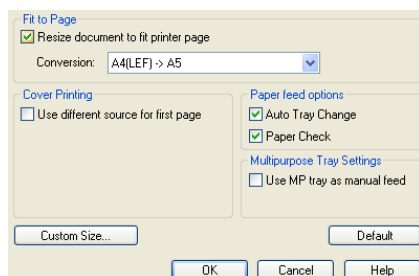 Fit to Page
Resize document to fit printer page
Conversion: A4(LEF) -> A5
Cover Printing
Use different source for first page
Paper feed options
Auto Tray Change
Paper Check
Multipurpose Tray Settings
Use MP tray as manual feed
Custom Size...
Default
OK
Cancel
Help